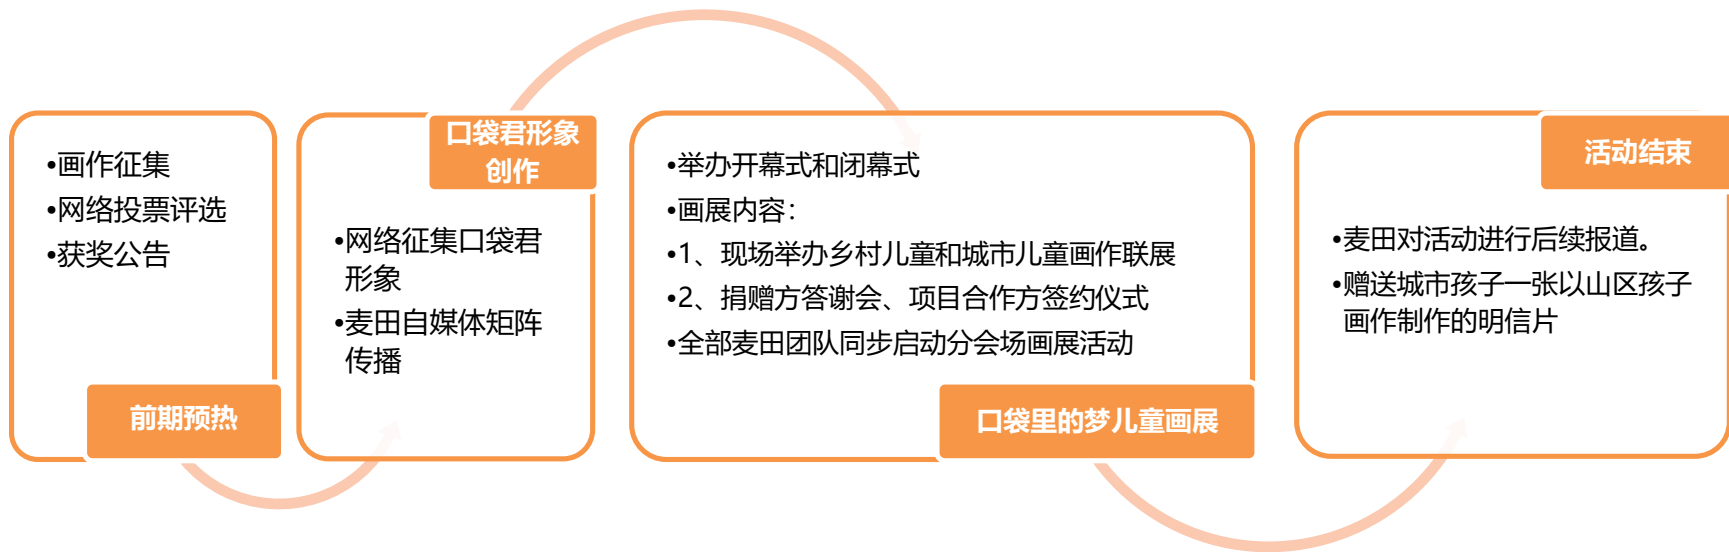 •画作征集
•网络投票评选
•获奖公告
前期预热
口袋君形象
创作
•网络征集口袋君
形象
•麦田自媒体矩阵
传播
•举办开幕式和闭幕式
•画展内容：
•1、现场举办乡村儿童和城市儿童画作联展
•2、捐赠方答谢会、项目合作方签约仪式
•全部麦田团队同步启动分会场画展活动
口袋里的梦儿童画展
活动结束
•麦田对活动进行后续报道。
•赠送城市孩子一张以山区孩子
画作制作的明信片